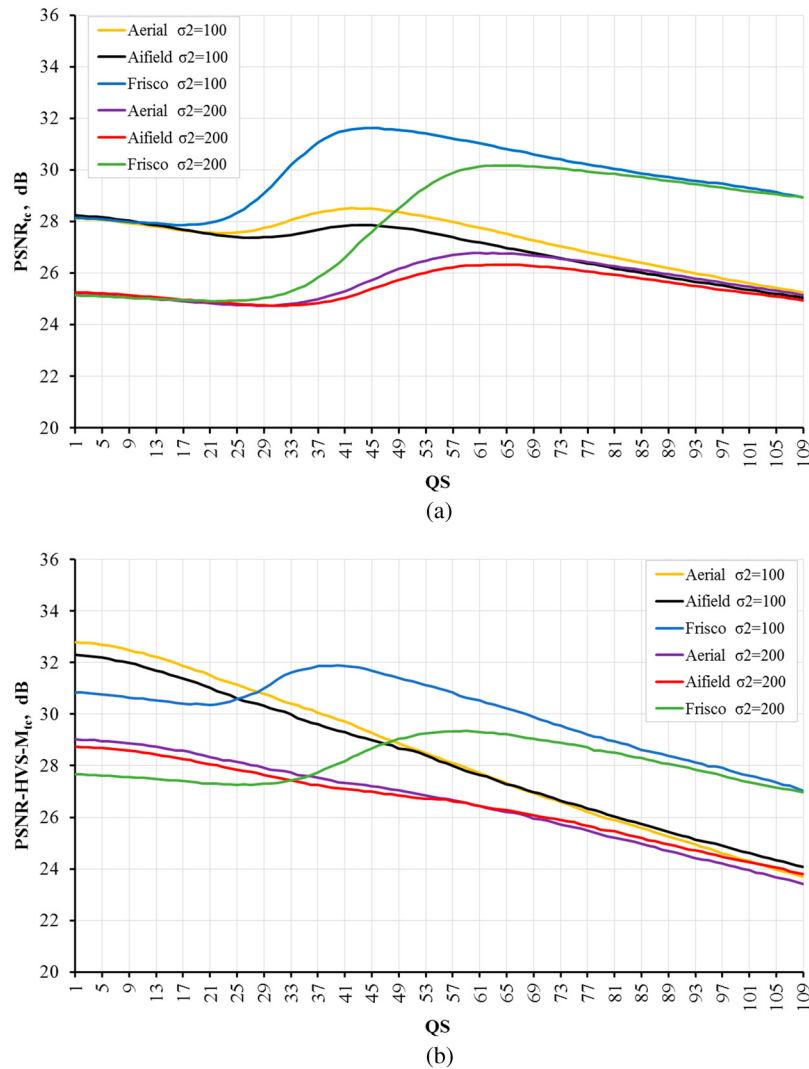 36
34
32
30
28
26
24
22
20
PSNRtc, dB
Aerial σ2=100
Aifield σ2=100
Frisco σ2=100
Aerial σ2=200
Aifield σ2=200
Frisco σ2=200
1 5 9 13 17 21 25 29 33 37 41 45 49 53 57 61 65 69 73 77 81 85 89 93 97 101 105 109
QS
(a)
36
34
32
30
28
26
24
22
20
PSNR-HVS-Mtc, dB
Aerial σ2=100
Aifield σ2=100
Frisco σ2=100
Aerial σ2=200
Aifield σ2=200
Frisco σ2=200
1 5 9 13 17 21 25 29 33 37 41 45 49 53 57 61 65 69 73 77 81 85 89 93 97 101 105 109
QS
(b)